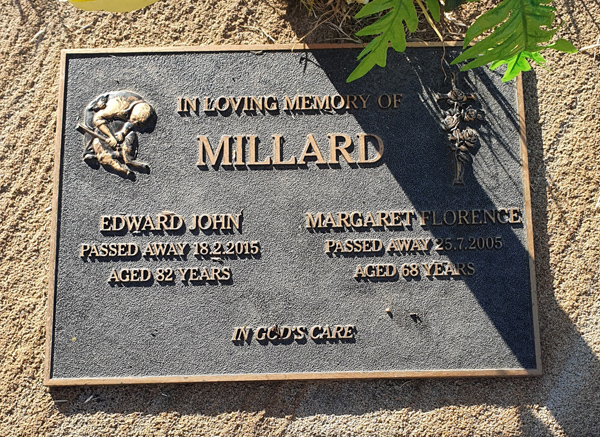 IN LOVING MEMORY OF
MILLARD
EDWARD JOHN
PASSED AWAY 18.2.2015
AGED 82 YEARS
MARGARET FLORENCE
PASSED AWAY 25.7.2005
AGED 68 YEARS
IN GOD'S CARE